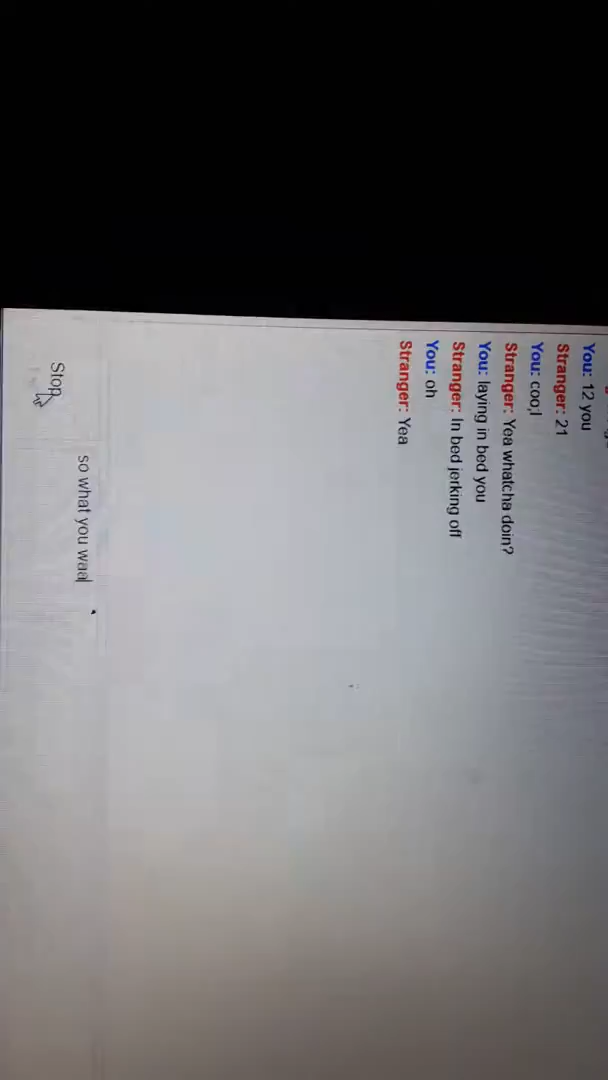 You: 12 you
Stranger: 21
You: coo;l
Stranger: Yea whatcha doin?
You: laying in bed you
Stranger: In bed jerking off
You: oh
Stranger: Yea
so what you waa
Stop